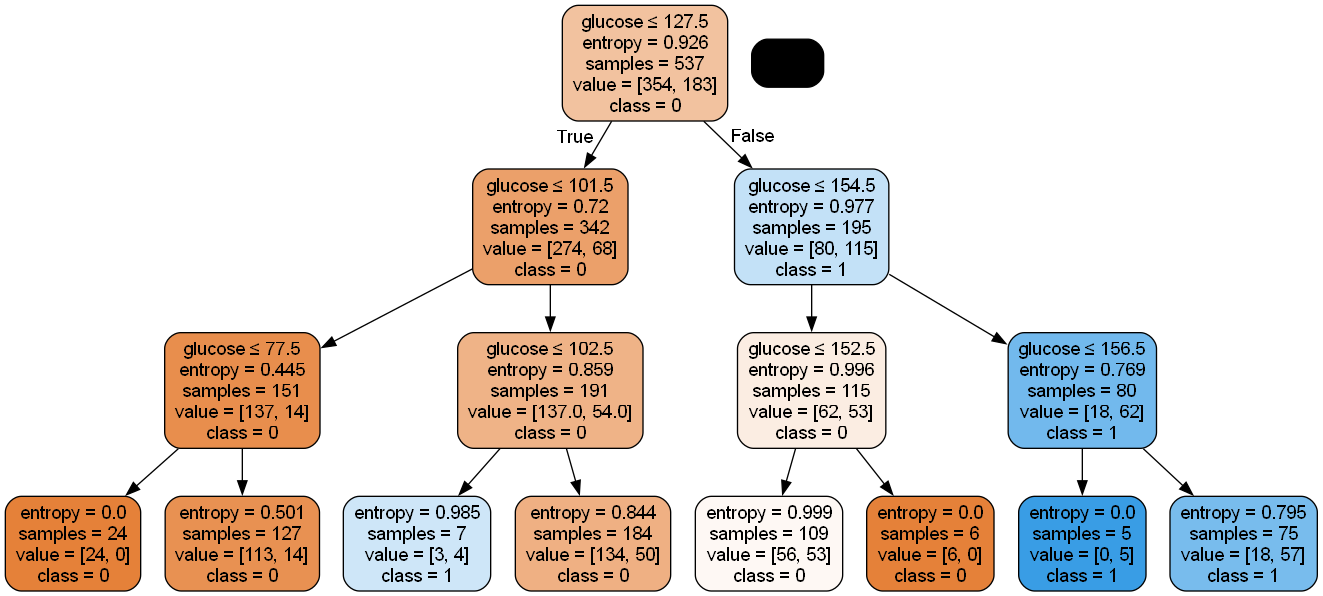 glucose ≤ 127.5
entropy = 0.926
samples = 537
value = [354, 183]
class = 0
True
False
glucose ≤ 101.5
entropy = 0.72
samples = 342
value = [274, 68]
class = 0
glucose ≤ 154.5
entropy = 0.977
samples = 195
value = [80, 115]
class = 1
glucose ≤ 77.5
entropy = 0.445
samples = 151
value = [137, 14]
class = 0
glucose ≤ 102.5
entropy = 0.859
samples = 191
value = [137.0, 54.0]
class = 0
glucose ≤ 152.5
entropy = 0.996
samples = 115
value = [62, 53]
class = 0
glucose ≤ 156.5
entropy = 0.769
samples = 80
value = [18, 62]
class = 1
entropy = 0.0
samples = 24
value = [24, 0]
class = 0
entropy = 0.501
samples = 127
value = [113, 14]
class = 0
entropy = 0.985
samples = 7
value = [3, 4]
class = 1
entropy = 0.844
samples = 184
value = [134, 50]
class = 0
entropy = 0.999
samples = 109
value = [56, 53]
class = 0
entropy = 0.0
samples = 6
value = [6, 0]
class = 0
entropy = 0.0
samples = 5
value = [0, 5]
class = 1
entropy = 0.795
samples = 75
value = [18, 57]
class = 1